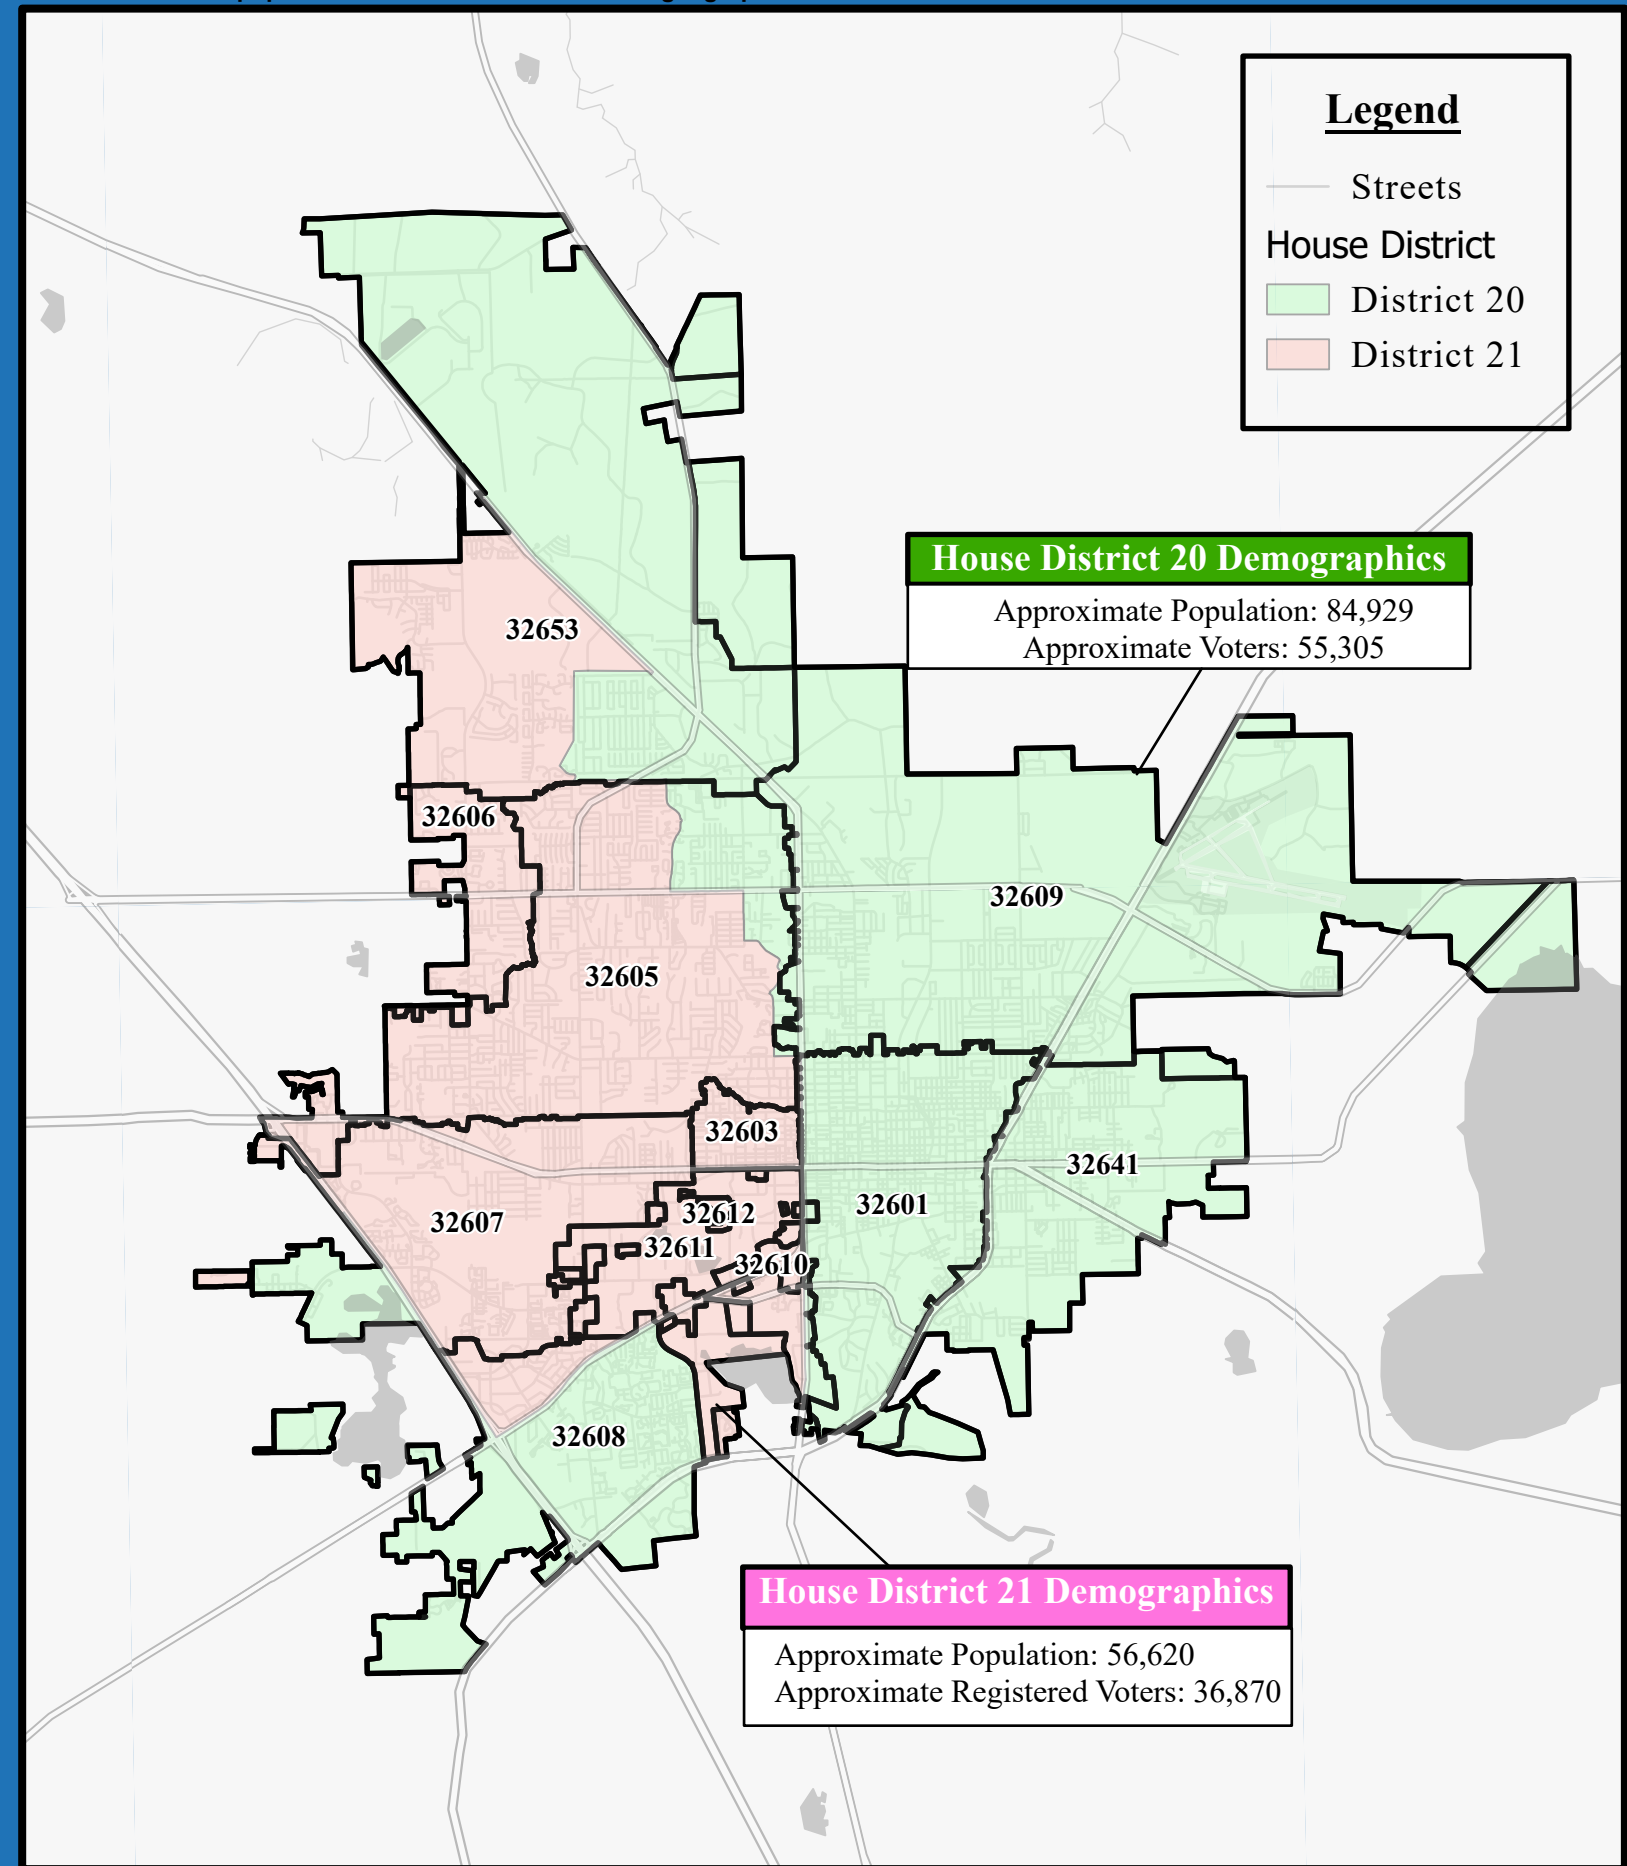 Legend
Streets
House District
District 20
District 21
House District 20 Demographics
Approximate Population: 84,929
Approximate Voters: 55,305
32653
32606
32609
32605
32603
32641
32601
32612
32607
32611
32610
32608
House District 21 Demographics
Approximate Population: 56,620
Approximate Registered Voters: 36,870